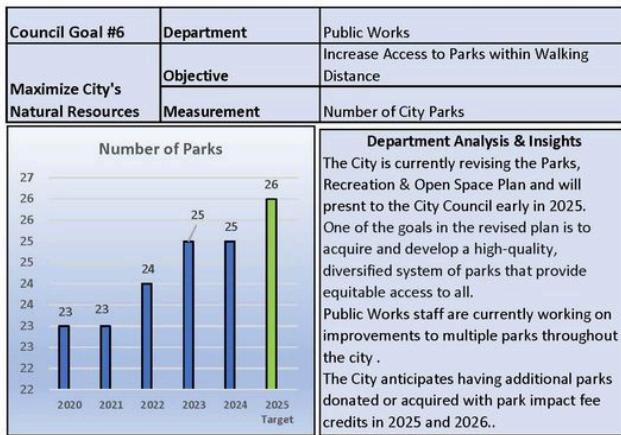 Council Goal #6 Department Public Works
Maximize City's
Natural Resources
Objective
Increase Access to Parks within Walking
Distance
Measurement Number of City Parks
Number of Parks
27
26
26
25
25
24
24
23
23
22
22
23
23
24
25
25
26
2020 2021 2022 2023 2024 2025
Target
Department Analysis & Insights
The City is currently revising the Parks,
Recreation & Open Space Plan and will
presnt to the City Council early in 2025.
One of the goals in the revised plan is to
acquire and develop a high-quality,
diversified system of parks that provide
equitable access to all.
Public Works staff are currently working on
improvements to multiple parks throughout
the city .
The City anticipates having additional parks
donated or acquired with park impact fee
credits in 2025 and 2026..